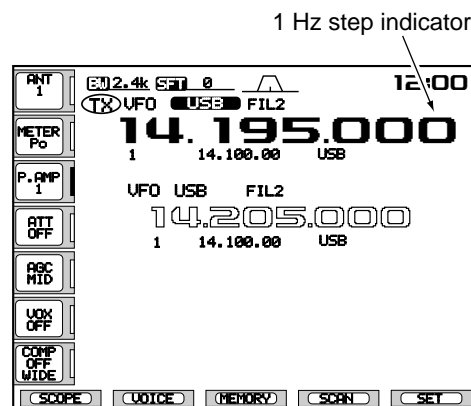 1 Hz step indicator
ANT 1
BW 2.4k SFT 0 12:00
TX VFO USB FIL2
METER Po
14.195.000
1 14.100.00 USB
P.AMP 1
VFO USB FIL2
ATT OFF
14.205.000
1 14.100.00 USB
AGC MID
VOX OFF
COMP OFF WIDE
SCOPE VOICE MEMORY SCAN SET